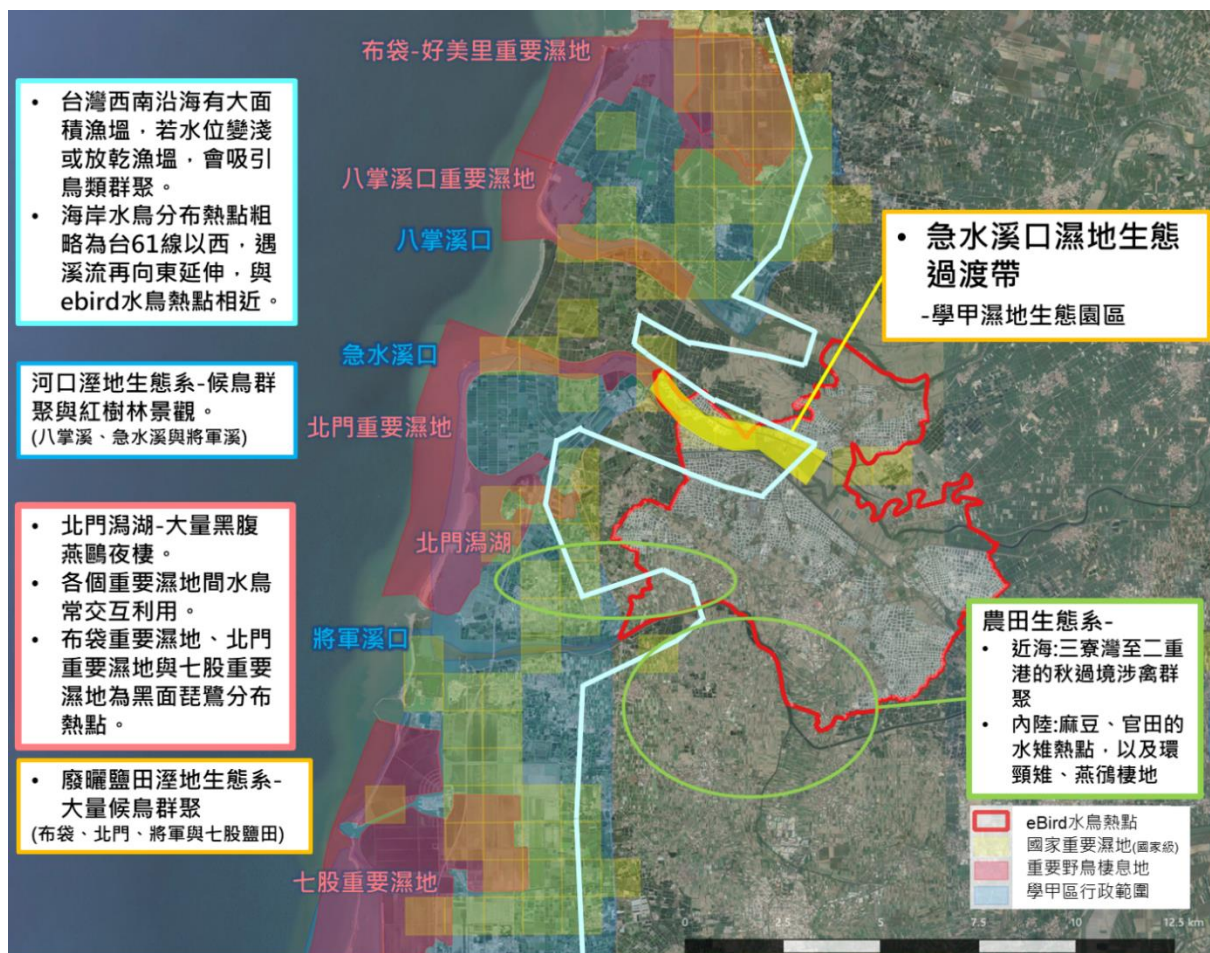 布袋-好美里重要濕地
• 台灣西南沿海有大面
積漁塭，若水位變淺
或放乾漁塭，會吸引
鳥類群聚。
• 海岸水鳥分布熱點粗
略為台61線以西，遇
溪流再向東延伸，與
ebird水鳥熱點相近。
八掌溪口重要濕地
八掌溪口
• 急水溪口濕地生態
過渡帶
-學甲濕地生態園區
急水溪口
河口溼地生態系-候鳥群
聚與紅樹林景觀。
(八掌溪、急水溪與將軍溪)
北門重要濕地
• 北門潟湖-大量黑腹
燕鷗夜棲。
• 各個重要濕地間水鳥
常交互利用。
• 布袋重要濕地、北門
重要濕地與七股重要
濕地為黑面琵鷺分布
熱點。
北門潟湖
將軍溪口
農田生態系-
• 近海:三寮灣至二重
港的秋過境涉禽群
聚
• 內陸:麻豆、官田的
水雉熱點，以及環
頸雉、燕鴴棲地
• 廢曬鹽田溼地生態系-
大量候鳥群聚
(布袋、北門、將軍與七股鹽田)
七股重要濕地
eBird水鳥熱點
國家重要濕地(國家級)
重要野鳥棲息地
學甲區行政範圍
0 2.5 5 7.5 10 12.5 km